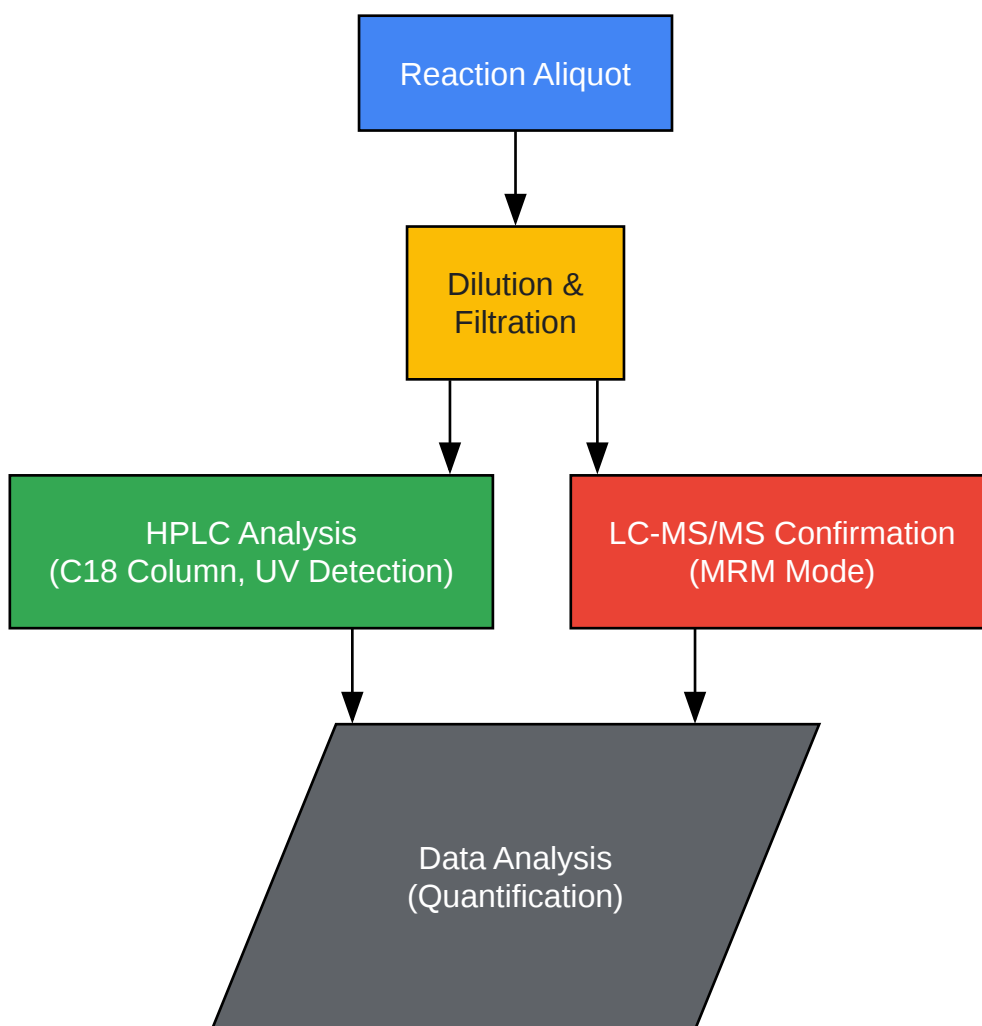 Reaction Aliquot
Dilution &
Filtration
HPLC Analysis
(C18 Column, UV Detection)
LC-MS/MS Confirmation
(MRM Mode)
Data Analysis
(Quantification)